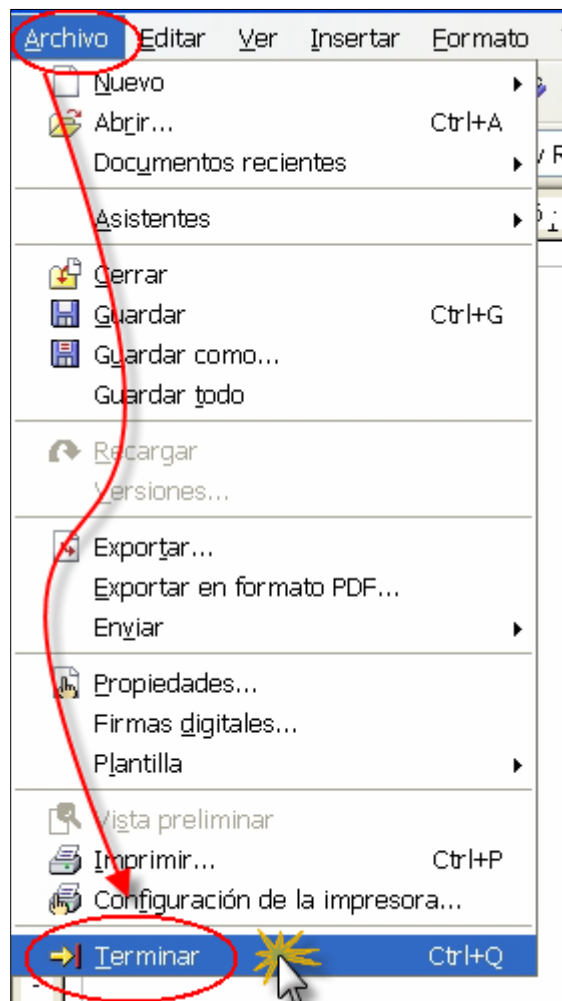 Archivo Editar Ver Insertar Formato
Nuevo
Abrir... Ctrl+A
Documentos recientes
Asistentes
Cerrar
Guardar Ctrl+G
Guardar como...
Guardar todo
Recargar
Versiones...
Exportar...
Exportar en formato PDF...
Enviar
Propiedades...
Firmas digitales...
Plantilla
Vista preliminar
Imprimir... Ctrl+P
Configuración de la impresora...
Terminar Ctrl+Q